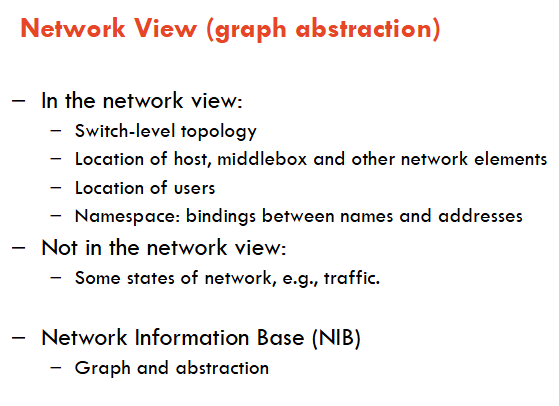 Network View (graph abstraction)
– In the network view:
– Switch-level topology
– Location of host, middlebox and other network elements
– Location of users
– Namespace: bindings between names and addresses
– Not in the network view:
– Some states of network, e.g., traffic.
– Network Information Base (NIB)
– Graph and abstraction